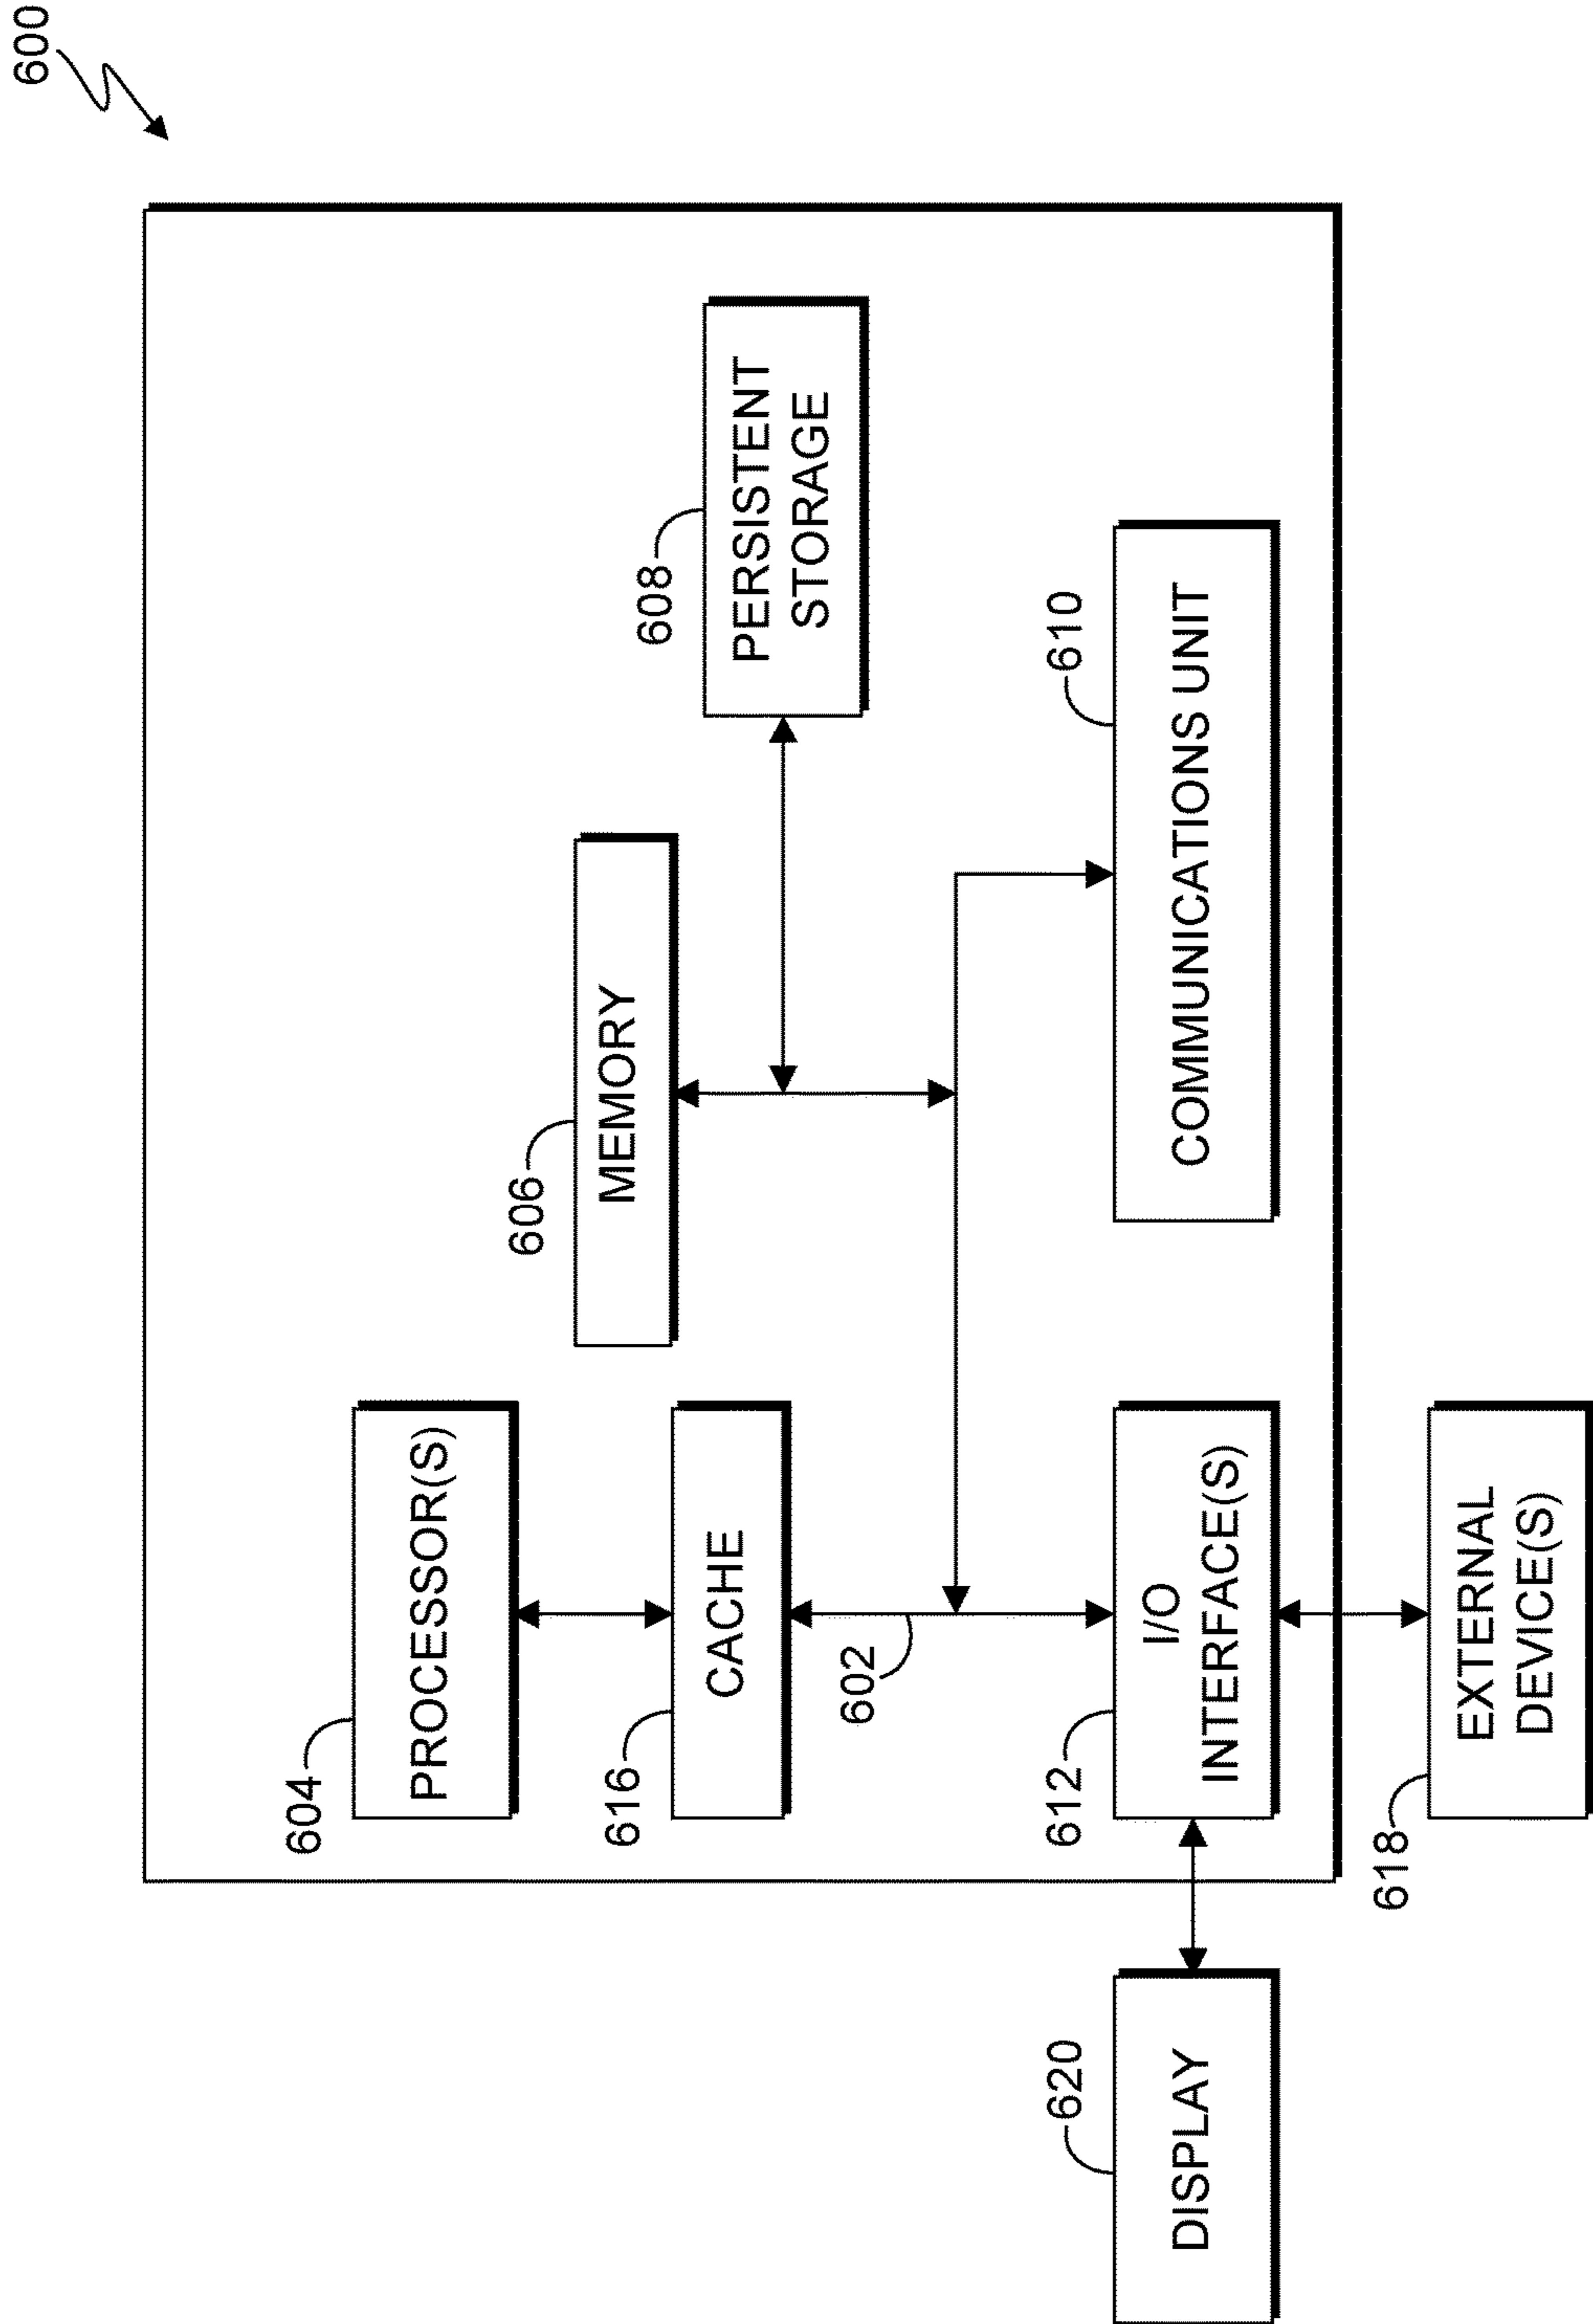 600
604
PROCESSOR(S)
606
MEMORY
616
CACHE
608
PERSISTENT
STORAGE
602
620
DISPLAY
612
I/O
INTERFACE(S)
610
COMMUNICATIONS UNIT
618
EXTERNAL
DEVICE(S)